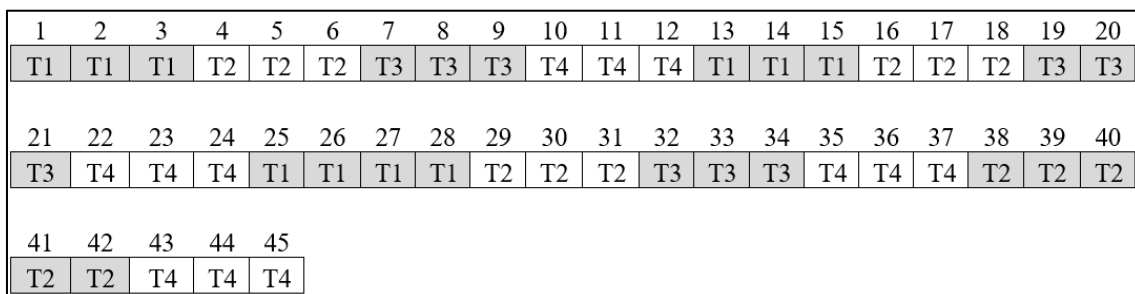 1 2 3 4 5 6 7 8 9 10 11 12 13 14 15 16 17 18 19 20
T1 T1 T1 T2 T2 T2 T3 T3 T3 T4 T4 T4 T1 T1 T1 T2 T2 T2 T3 T3
21 22 23 24 25 26 27 28 29 30 31 32 33 34 35 36 37 38 39 40
T3 T4 T4 T4 T1 T1 T1 T1 T2 T2 T2 T3 T3 T3 T4 T4 T4 T2 T2 T2
41 42 43 44 45
T2 T2 T4 T4 T4